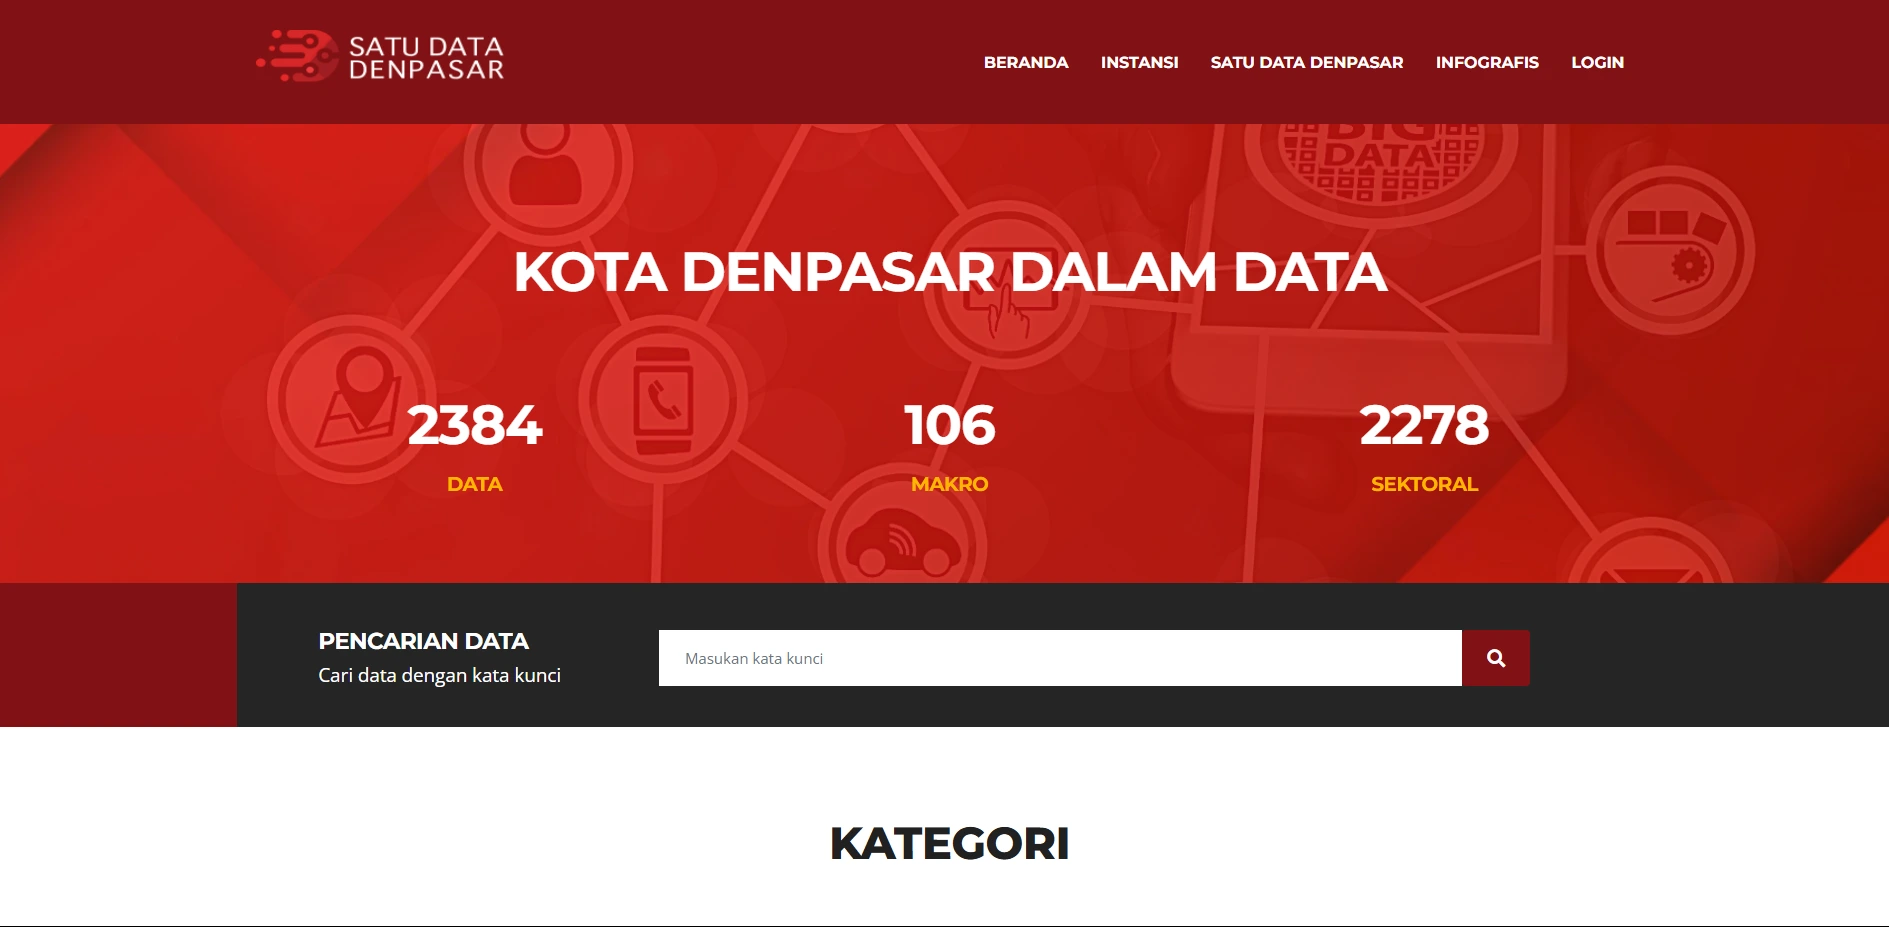 SATU DATA
DENPASAR
BERANDA INSTANSI SATU DATA DENPASAR INFOGRAFIS LOGIN
BIG
DATA
KOTA DENPASAR DALAM DATA
2384 106 2278
DATA MAKRO SEKTORAL
PENCARIAN DATA
Cari data dengan kata kunci
Masukan kata kunci
KATEGORI